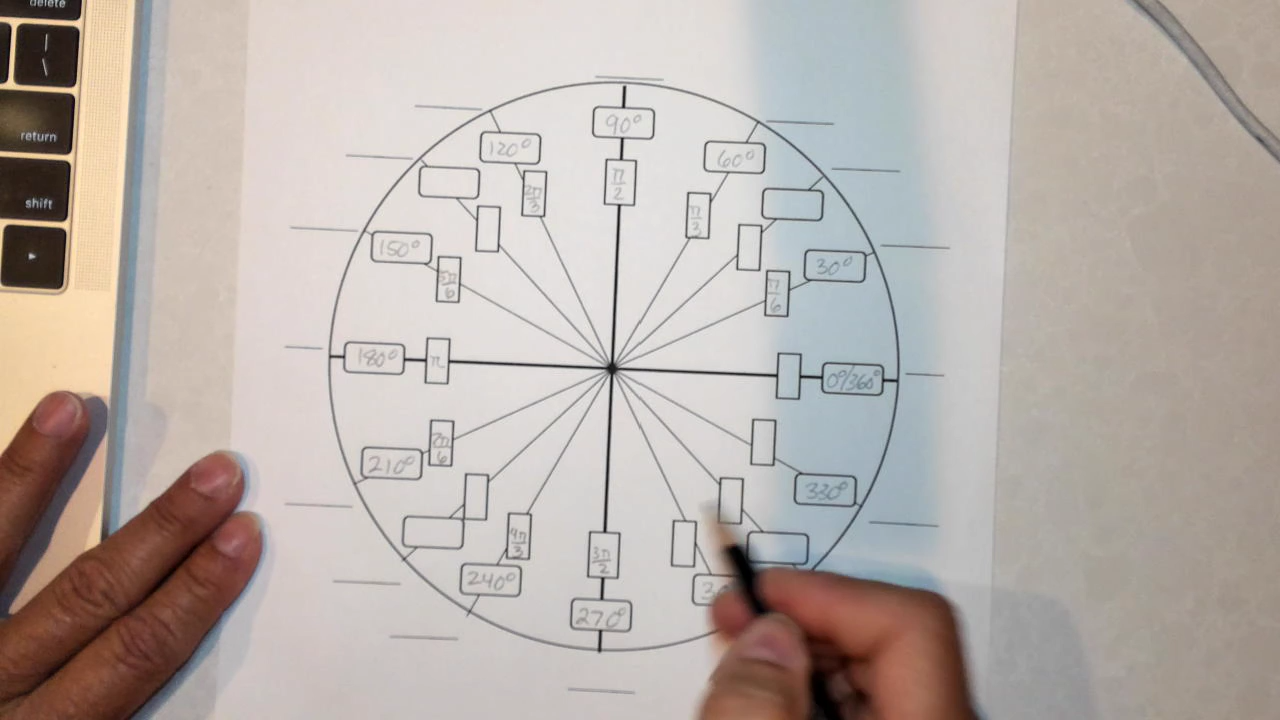 delete
|
\
return
shift
90°
120°
60°
π/2
2π/3
π/3
150°
30°
5π/6
π/6
180°
π
0°/360°
7π/6
210°
330°
4π/3
3π/2
240°
270°